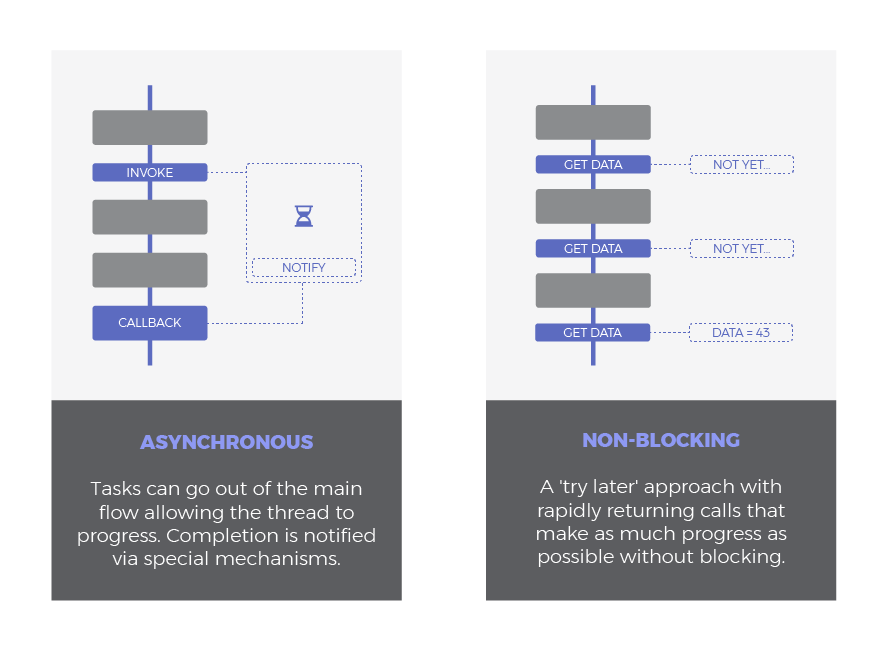 INVOKE
NOTIFY
CALLBACK
ASYNCHRONOUS
Tasks can go out of the main
flow allowing the thread to
progress. Completion is notified
via special mechanisms.
GET DATA
NOT YET...
GET DATA
NOT YET...
GET DATA
DATA = 43
NON-BLOCKING
A 'try later' approach with
rapidly returning calls that
make as much progress as
possible without blocking.